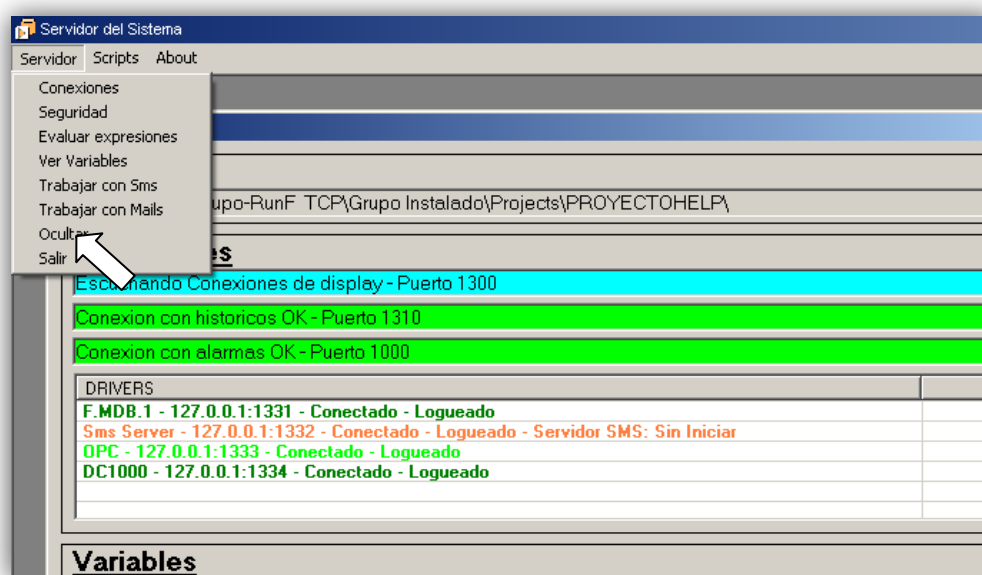 Servidor del Sistema
Servidor Scripts About
Conexiones
Seguridad
Evaluar expresiones
Ver Variables
Trabajar con Sms
Trabajar con Mails
Ocultar
Salir
upo-RunF TCP\Grupo Instalado\Projects\PROYECTOHELP\
es
Escuchando Conexiones de display - Puerto 1300
Conexion con historicos OK - Puerto 1310
Conexion con alarmas OK - Puerto 1000
DRIVERS
F.MDB.1 - 127.0.0.1:1331 - Conectado - Logueado
Sms Server - 127.0.0.1:1332 - Conectado - Logueado - Servidor SMS: Sin Iniciar
OPC - 127.0.0.1:1333 - Conectado - Logueado
DC1000 - 127.0.0.1:1334 - Conectado - Logueado
Variables